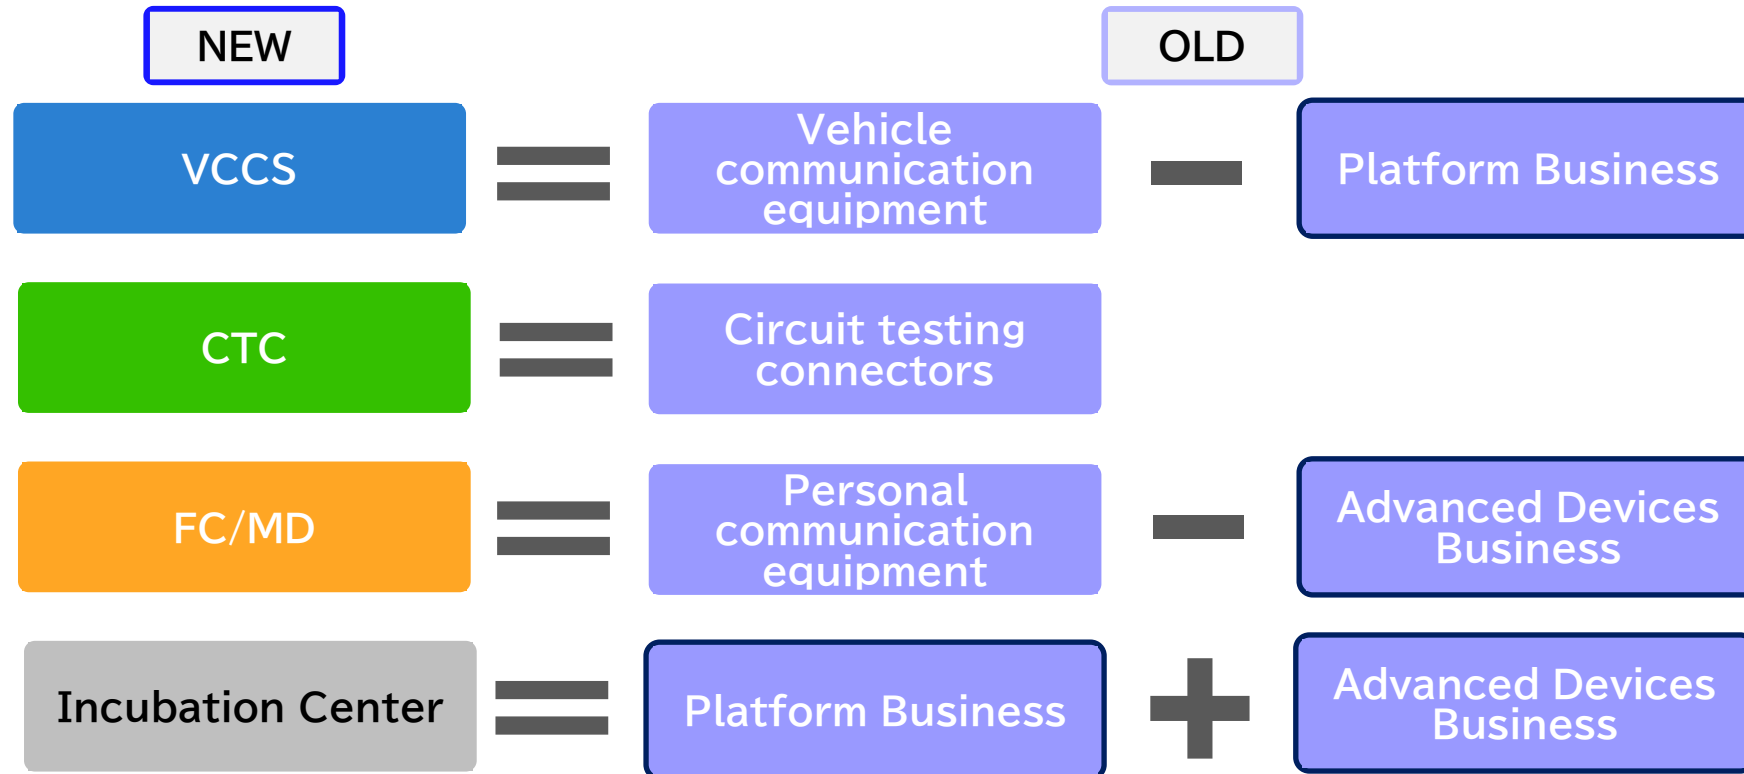 NEW
OLD
VCCS
Vehicle
communication
equipment
Platform Business
CTC
Circuit testing
connectors
FC/MD
Personal
communication
equipment
Advanced Devices
Business
Incubation Center
Platform Business
Advanced Devices
Business